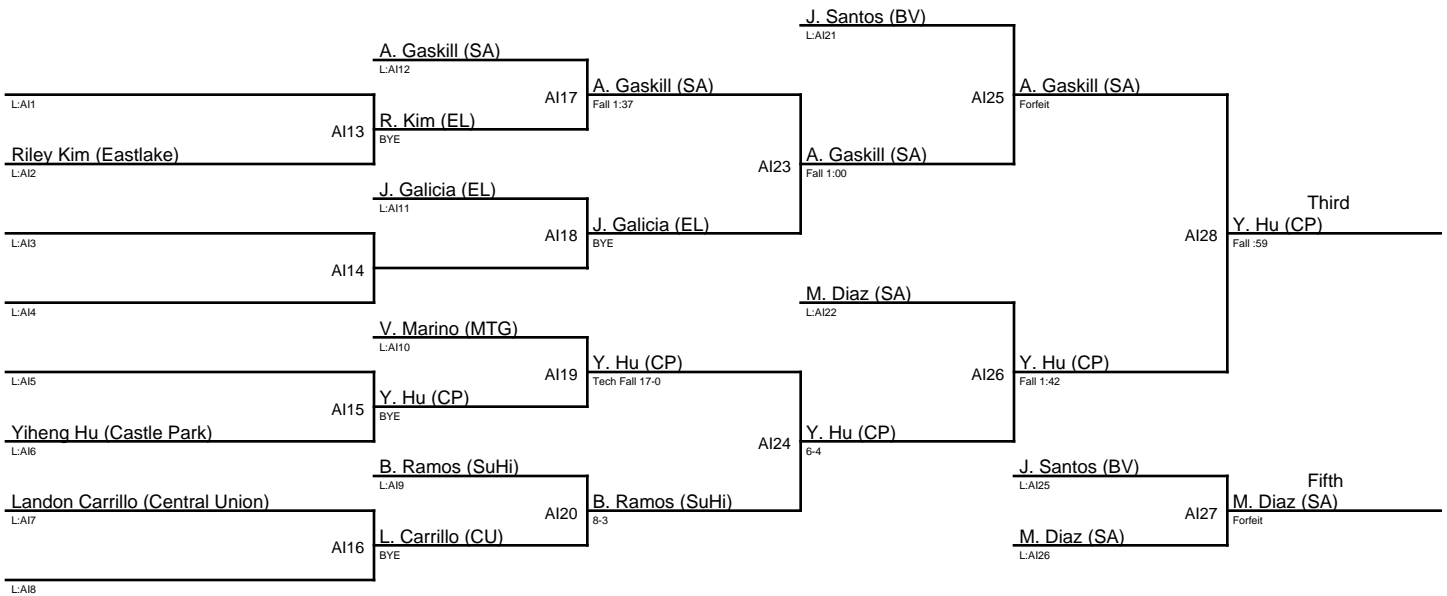 J. Santos (BV)
L:AI21
A. Gaskill (SA)
L:AI12
AI17
A. Gaskill (SA)
Fall 1:37
AI25
A. Gaskill (SA)
Forfeit
L:AI1
AI13
R. Kim (EL)
BYE
Riley Kim (Eastlake)
L:AI2
AI23
A. Gaskill (SA)
Fall 1:00
J. Galicia (EL)
L:AI11
AI18
J. Galicia (EL)
BYE
L:AI3
AI14
L:AI4
AI28
Third
Y. Hu (CP)
Fall :59
M. Diaz (SA)
L:AI22
V. Marino (MTG)
L:AI10
AI19
Y. Hu (CP)
Tech Fall 17-0
AI26
Y. Hu (CP)
Fall 1:42
L:AI5
AI15
Y. Hu (CP)
BYE
Yiheng Hu (Castle Park)
L:AI6
AI24
Y. Hu (CP)
6-4
B. Ramos (SuHi)
L:AI9
AI20
B. Ramos (SuHi)
8-3
Landon Carrillo (Central Union)
L:AI7
AI16
L. Carrillo (CU)
BYE
L:AI8
J. Santos (BV)
L:AI25
AI27
Fifth
M. Diaz (SA)
Forfeit
M. Diaz (SA)
L:AI26